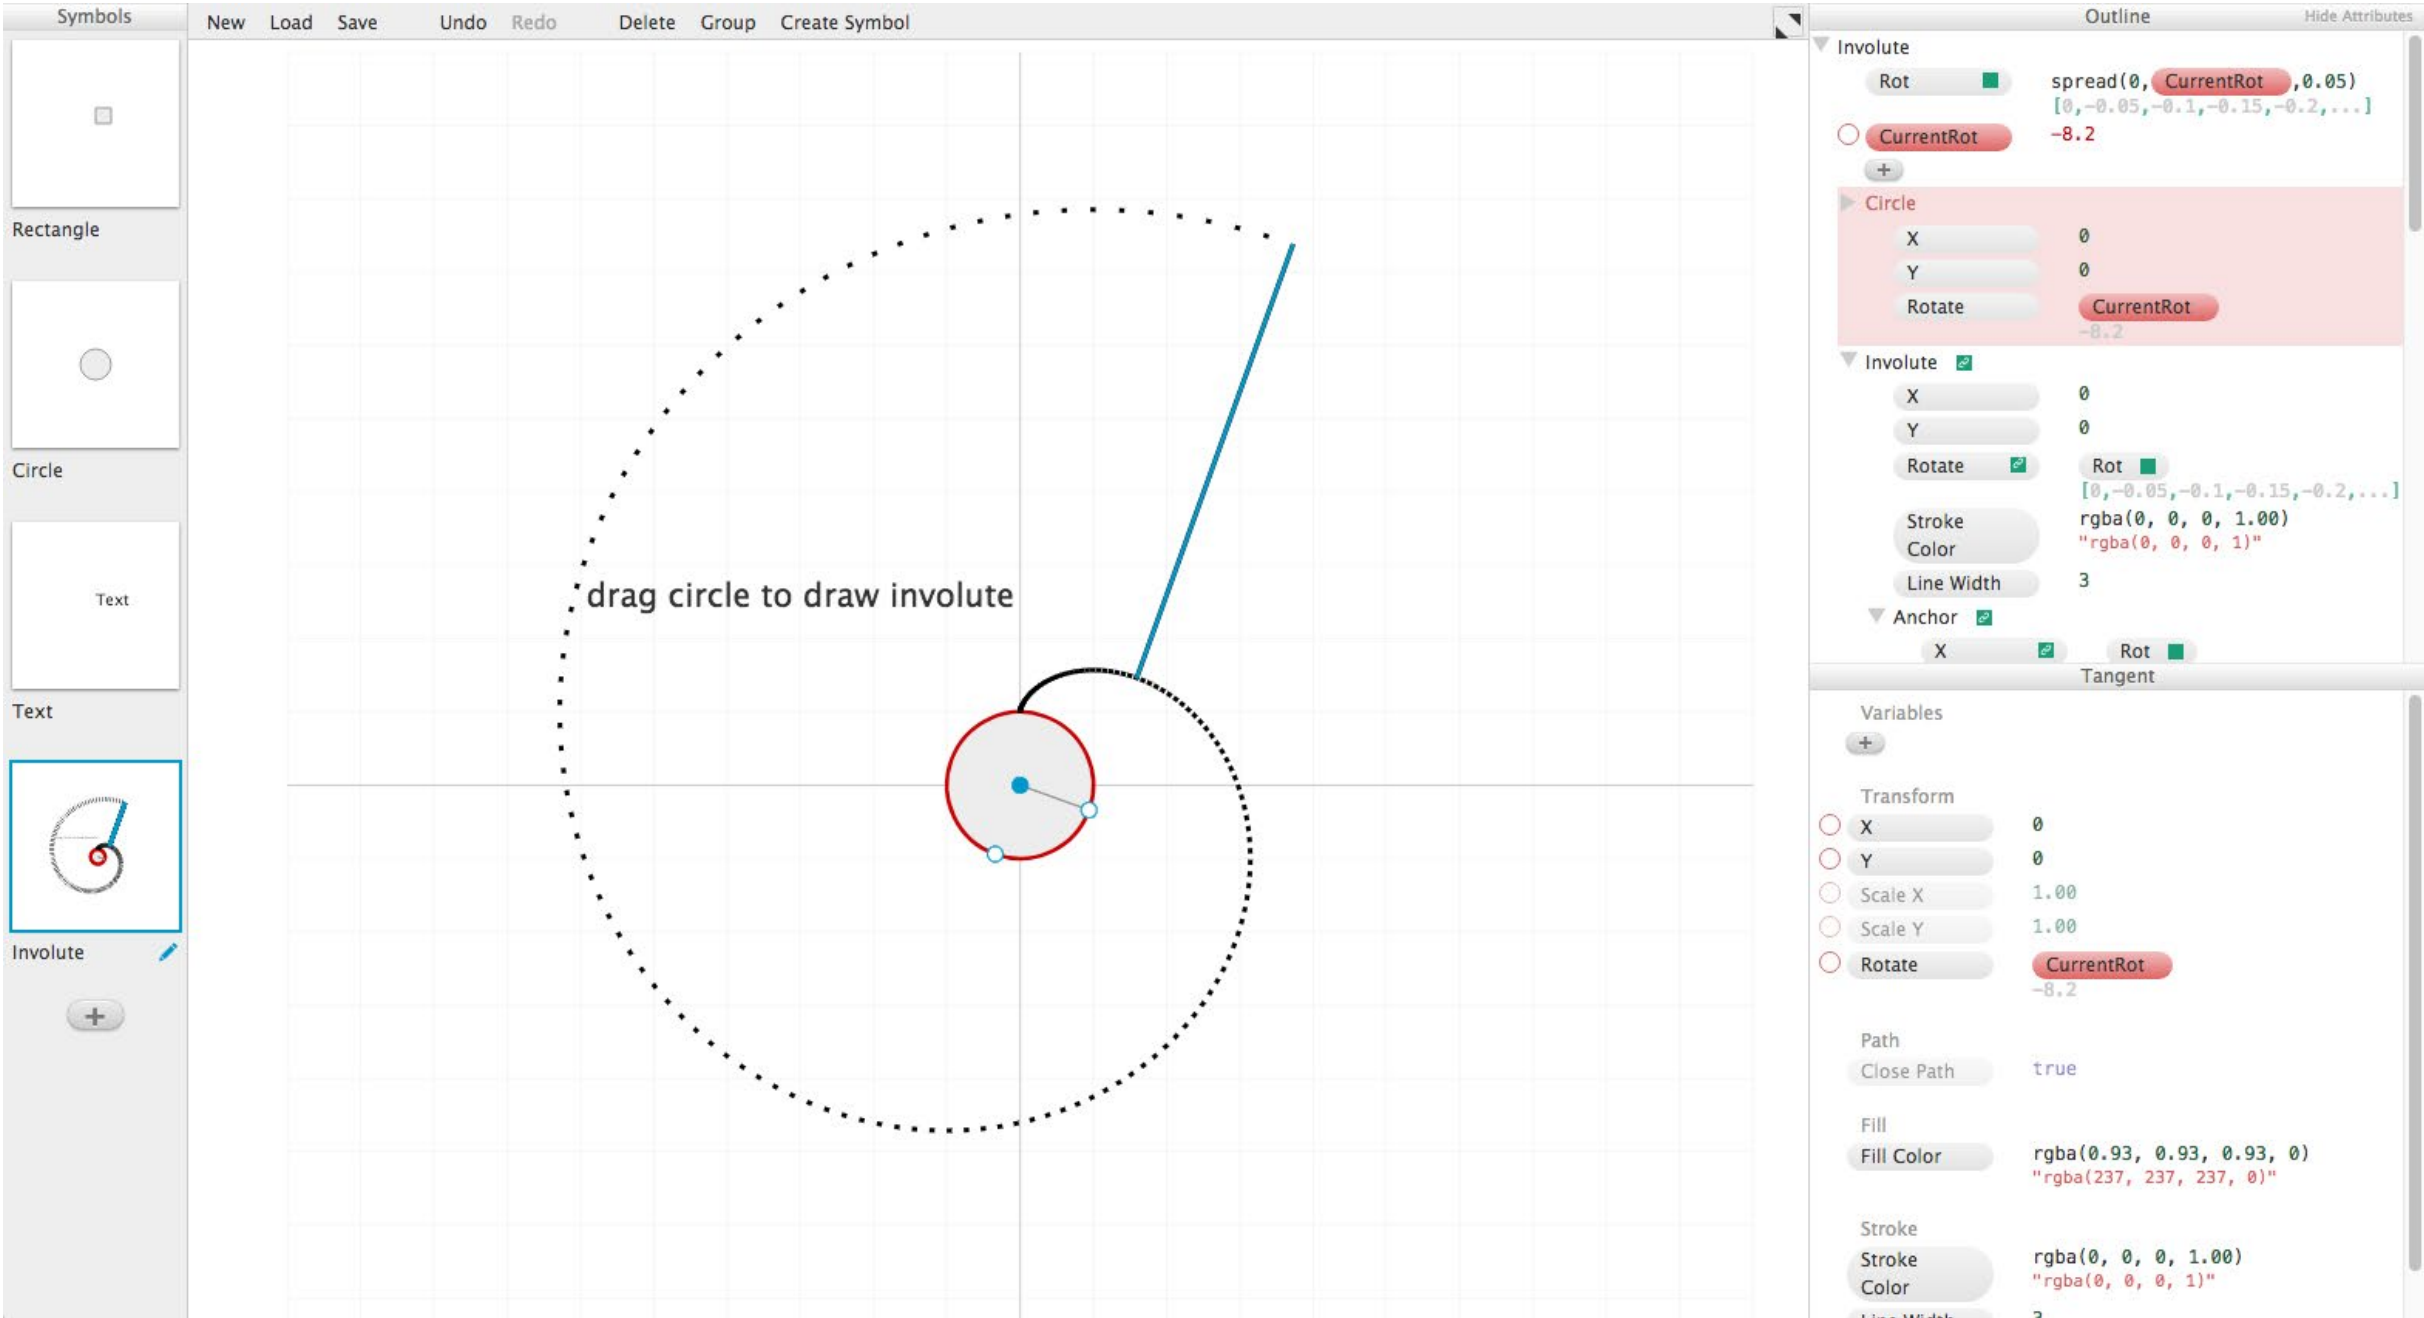 Symbols
Rectangle
Circle
Text
Text
Involute
+
New Load Save Undo Redo Delete Group Create Symbol
drag circle to draw involute
Outline Hide Attributes
Involute
Rot spread(0, CurrentRot ,0.05)
[0,-0.05,-0.1,-0.15,-0.2,...]
CurrentRot -8.2
+
Circle
X 0
Y 0
Rotate CurrentRot
-8.2
Involute
X 0
Y 0
Rotate Rot
[0,-0.05,-0.1,-0.15,-0.2,...]
Stroke Color rgba(0, 0, 0, 1.00)
"rgba(0, 0, 0, 1)"
Line Width 3
Anchor
X Rot
Tangent
Variables
+
Transform
X 0
Y 0
Scale X 1.00
Scale Y 1.00
Rotate CurrentRot
-8.2
Path
Close Path true
Fill
Fill Color rgba(0.93, 0.93, 0.93, 0)
"rgba(237, 237, 237, 0)"
Stroke
Stroke Color rgba(0, 0, 0, 1.00)
"rgba(0, 0, 0, 1)"